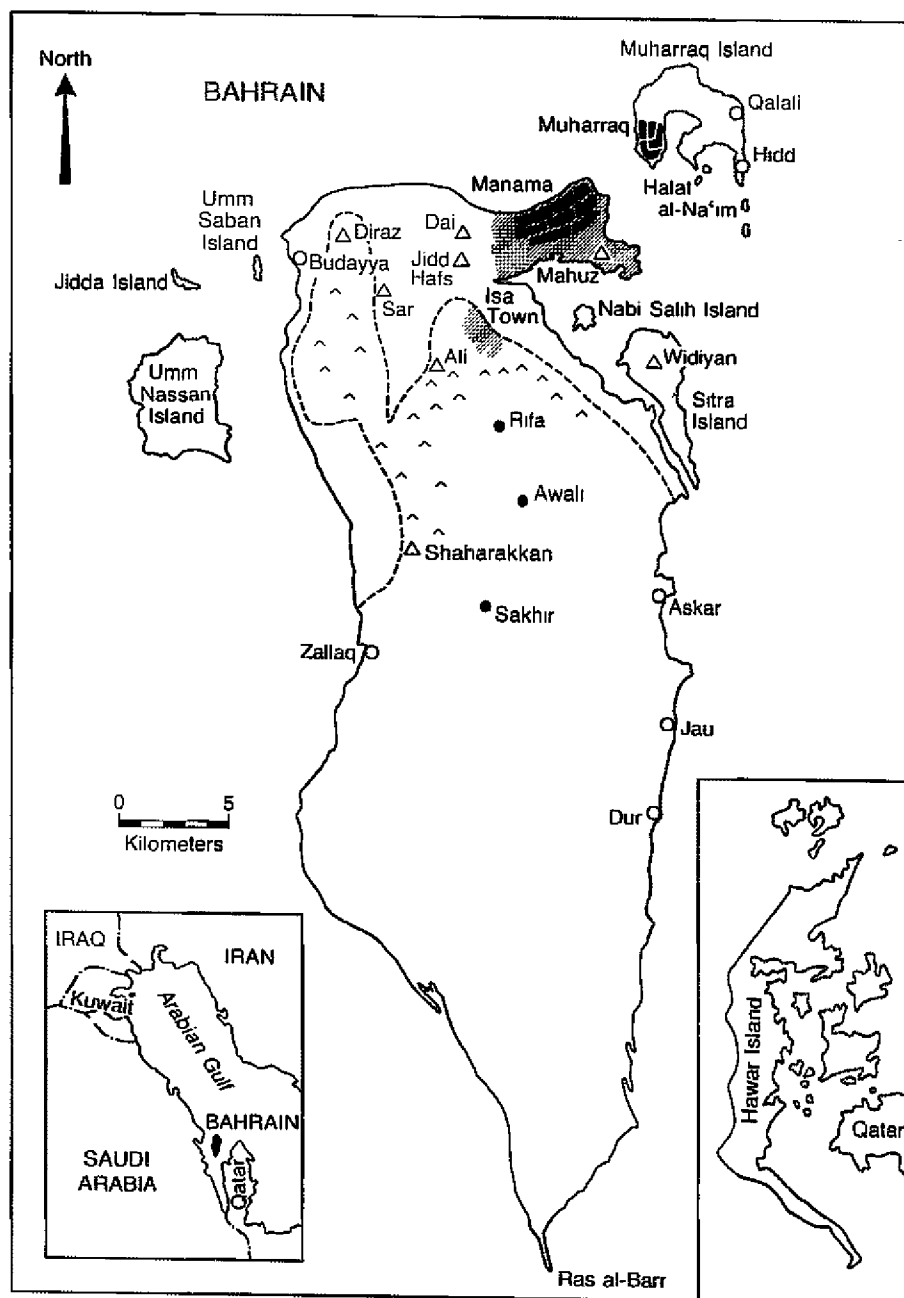 North
BAHRAIN
Muharraq Island
Qalali
Muharraq
Hidd
Halat
al-Na‘im
Manama
Umm
Saban
Island
Diraz
Dai
Budayya
Jidd
Hafs
Mahuz
Jidda Island
Sar
Isa
Town
Nabi Salih Island
Ali
Widiyan
Umm
Nassan
Island
Sitra
Island
Rifa
Awali
Shaharakkan
Sakhir
Askar
Zallaq
Jau
0 5
Kilometers
Dur
IRAQ
IRAN
Kuwait
Arabian Gulf
BAHRAIN
SAUDI
ARABIA
Qatar
Hawar Island
Qatar
Ras al-Barr